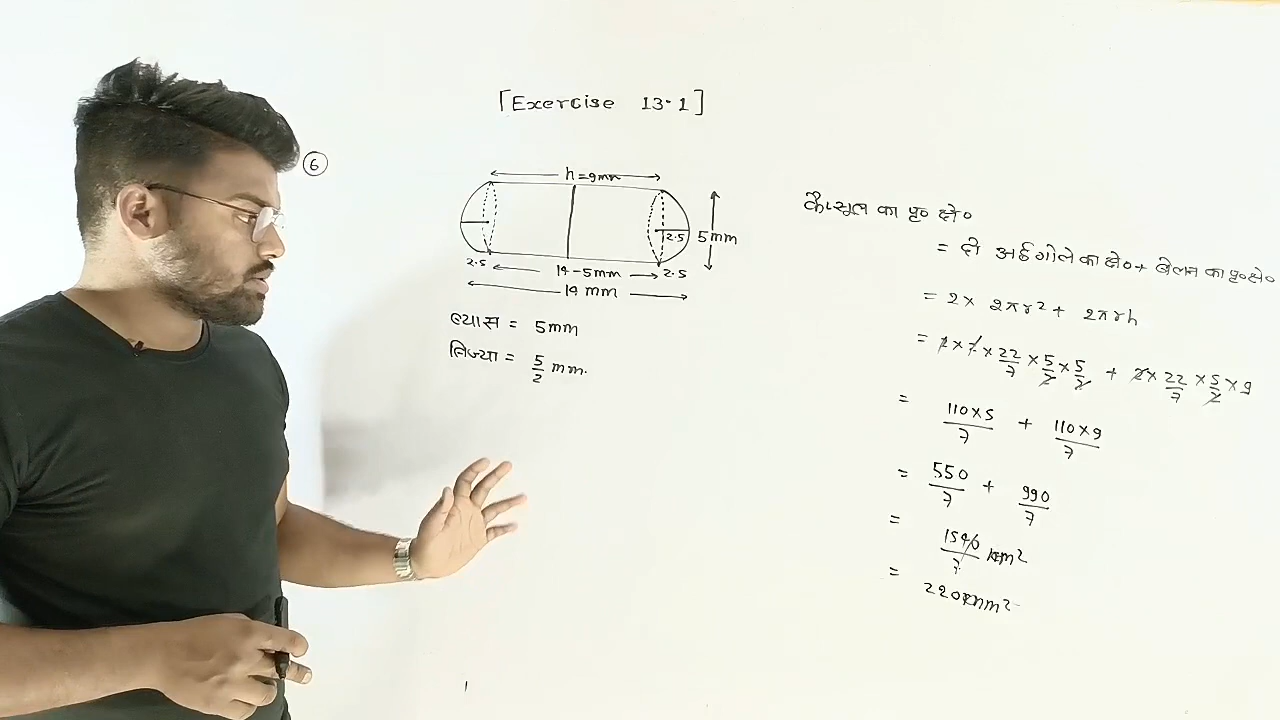 [Exercise 13.1]
6
h=9mm
2.5
5mm
2.5
14-5mm
2.5
14 mm
व्यास = 5mm
त्रिज्या = 5/2 mm.
कैप्सूल का पृ० क्षे०
= दो अर्द्धगोले का क्षे० + बेलन का पृ०क्षे०
= 2 × 2πr² + 2πrh
= 2 × 2 × 22/7 × 5/2 × 5/2 + 2 × 22/7 × 5/2 × 9
= 110×5/7 + 110×9/7
= 550/7 + 990/7
= 1540/7 mm²
= 220 mm²